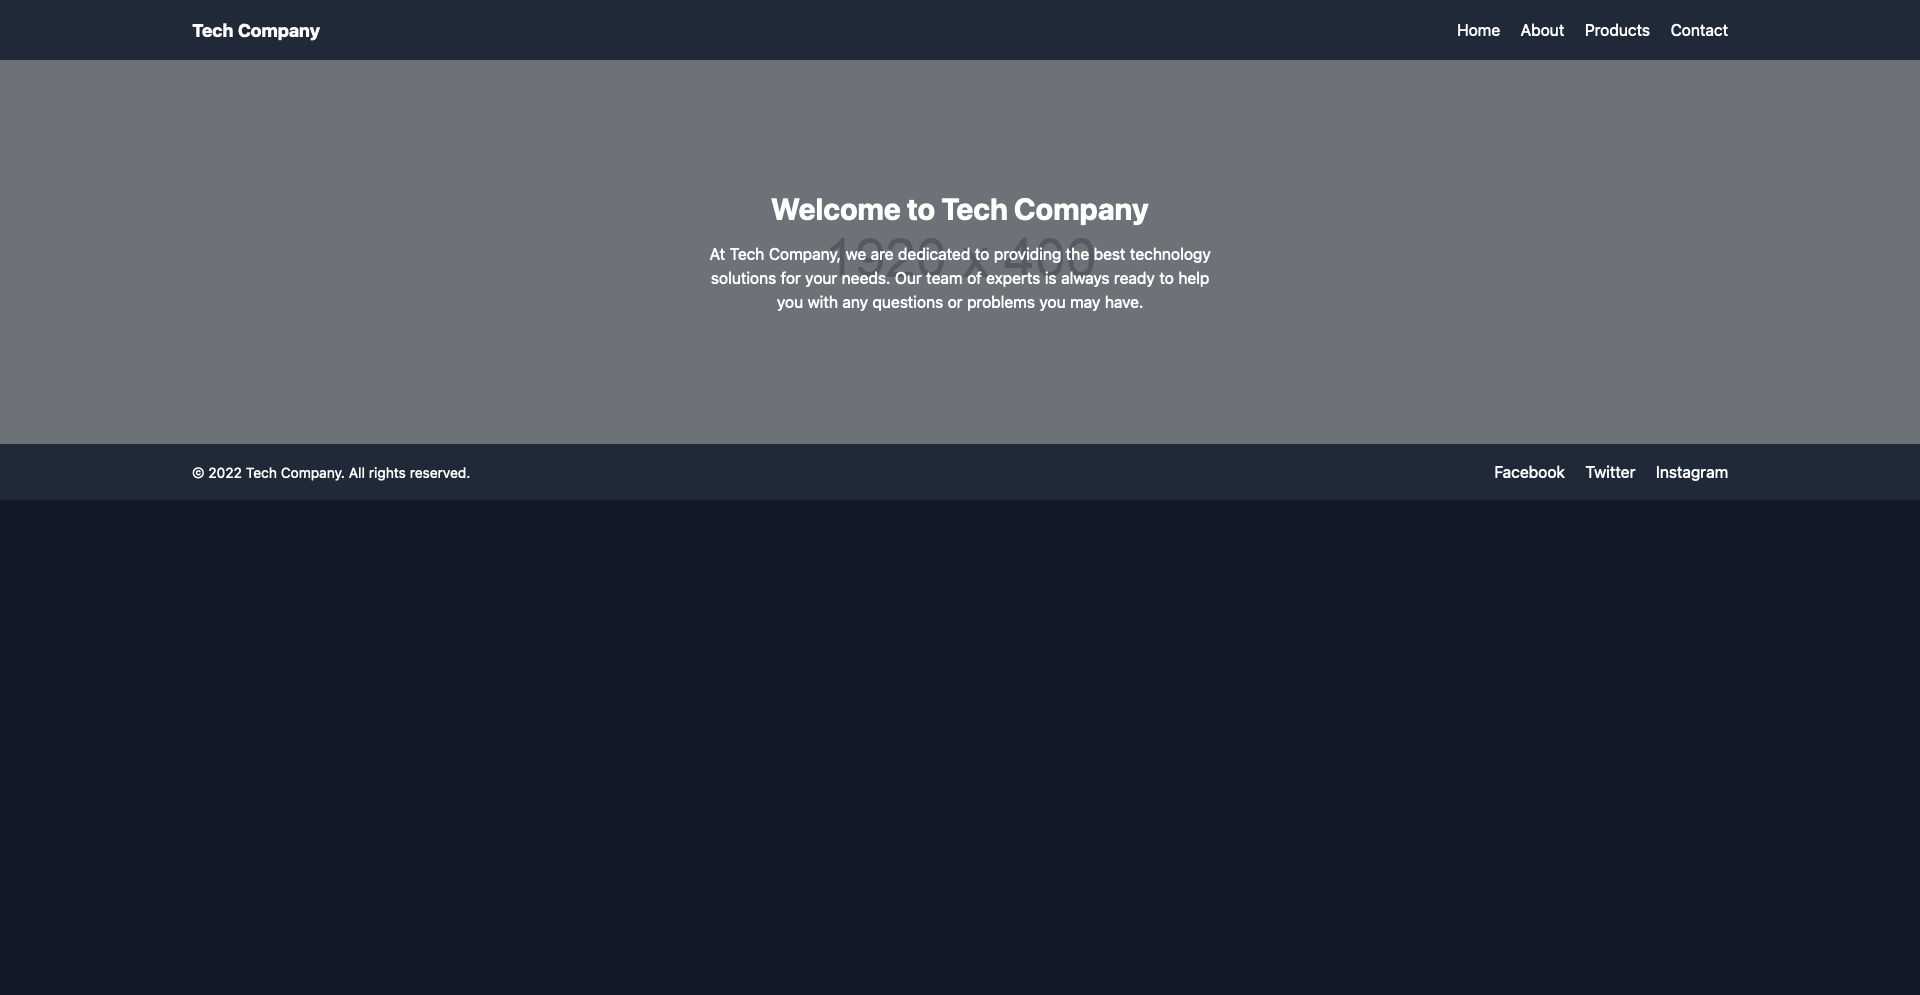 Tech Company
Home About Products Contact
Welcome to Tech Company
1920 x 400
At Tech Company, we are dedicated to providing the best technology
solutions for your needs. Our team of experts is always ready to help
you with any questions or problems you may have.
© 2022 Tech Company. All rights reserved.
Facebook Twitter Instagram